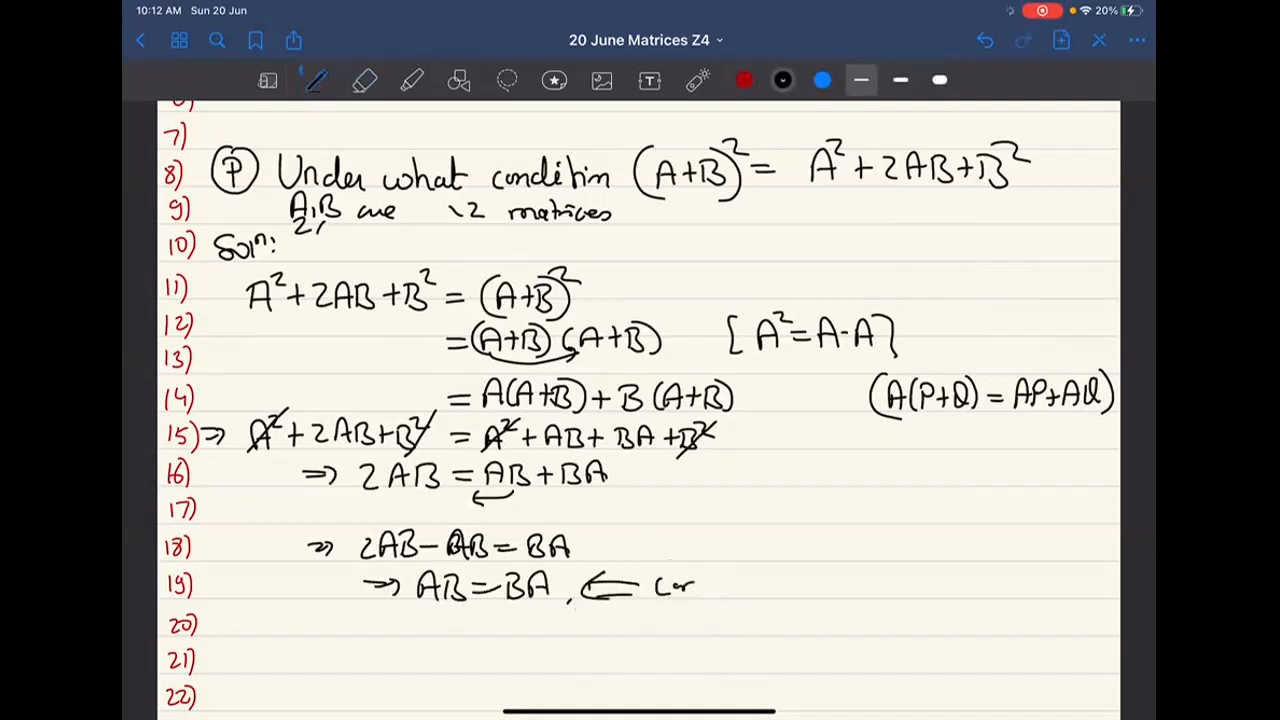 10:12 AM Sun 20 Jun
20%
20 June Matrices Z4
7)
8) (P) Under what condition (A+B)² = A² + 2AB + B²
9) A,B are 2 matrices
10) Soln:
11) A² + 2AB + B² = (A+B)²
12) = (A+B) (A+B) [A² = A·A]
13)
14) = A(A+B) + B(A+B) (A(P+Q) = AP+AQ)
15) ⇒ A² + 2AB + B² = A² + AB + BA + B²
16) ⇒ 2AB = AB + BA
17)
18) ⇒ 2AB − AB = BA
19) ⇒ AB = BA, ⇐ Con
20)
21)
22)